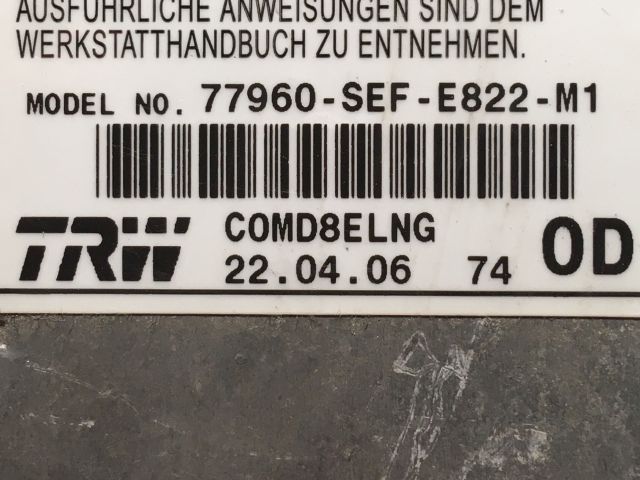 AUSFÜHRLICHE ANWEISUNGEN SIND DEM
WERKSTATTHANDBUCH ZU ENTNEHMEN.
MODEL NO. 77960-SEF-E822-M1
TRW COMD8ELNG 0D
22.04.06 74